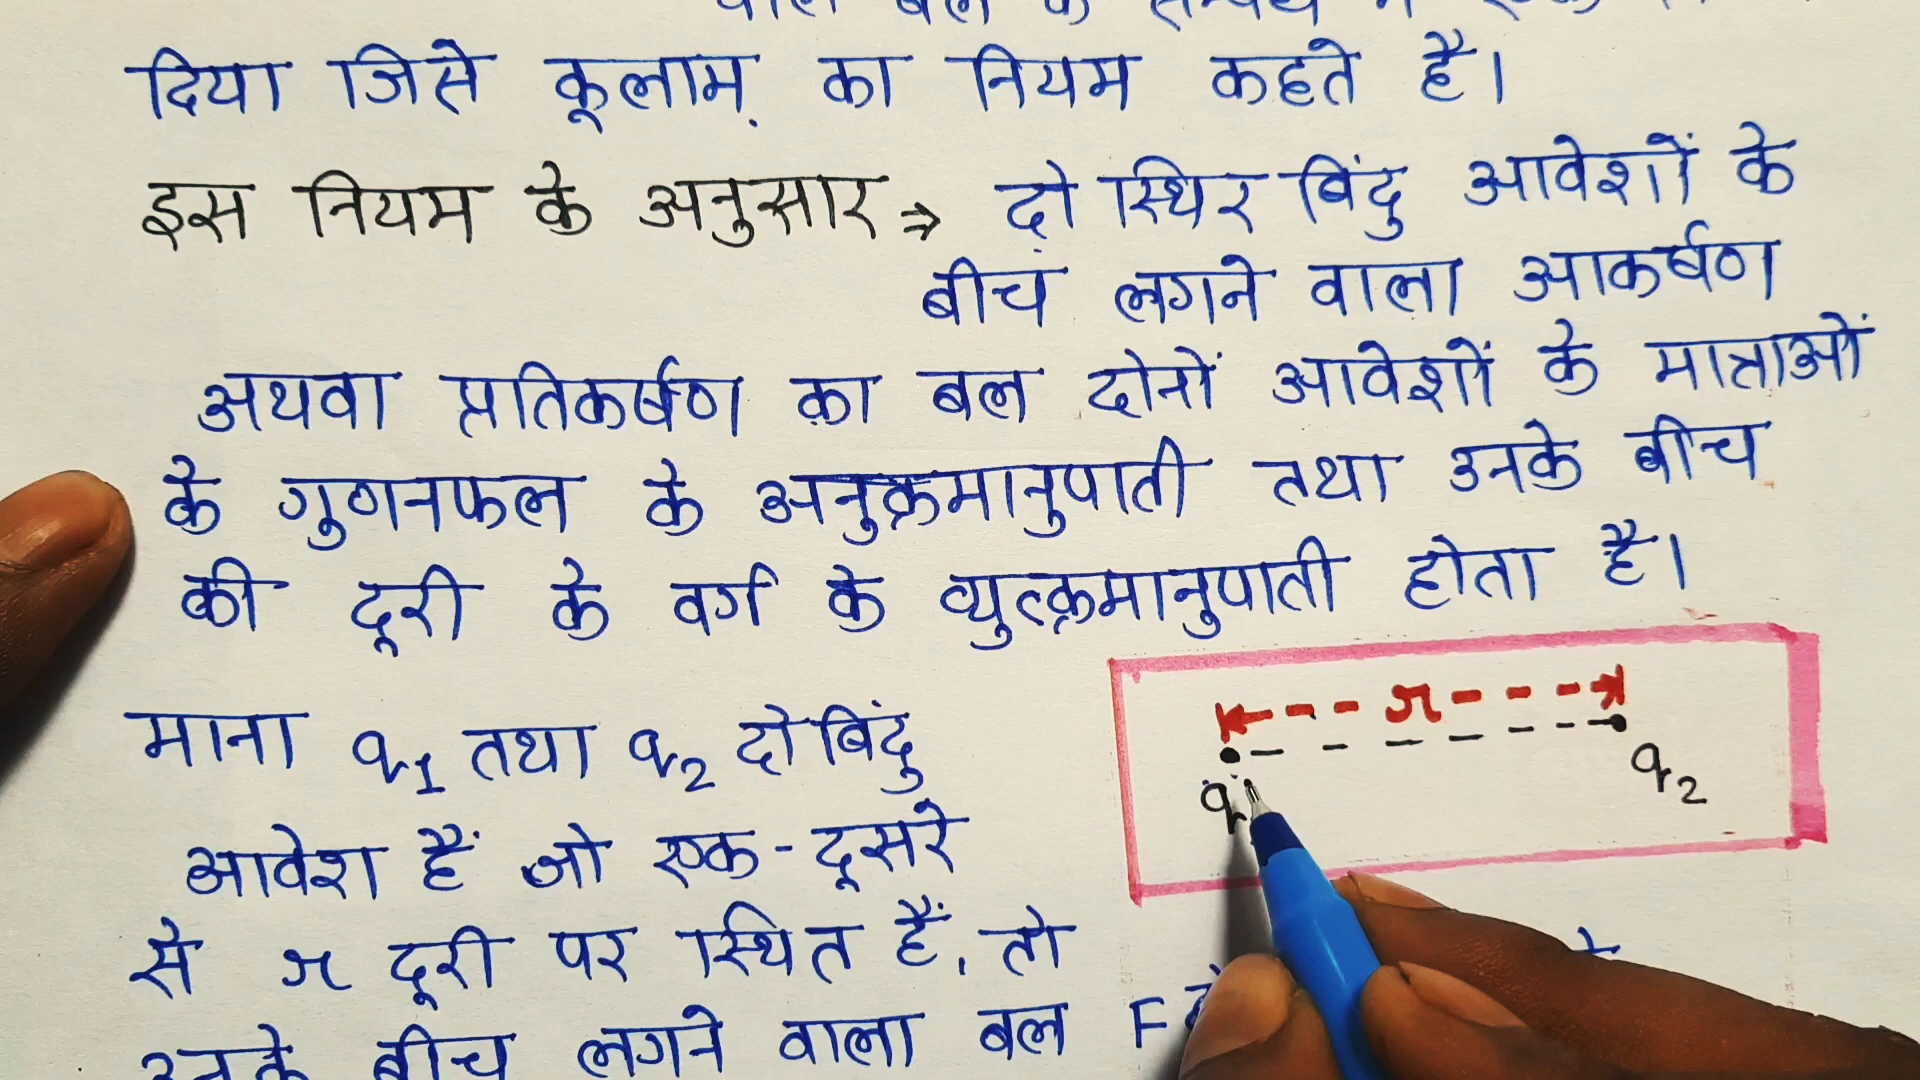 दिया जिसे कूलाम् का नियम कहते है।
इस नियम के अनुसार ⇒ दो स्थिर बिंदु आवेशों के
बीच लगने वाला आकर्षण
अथवा प्रतिकर्षण का बल दोनों आवेशों के मात्राओं
के गुणनफल के अनुक्रमानुपाती तथा उनके बीच
की दूरी के वर्ग के व्युत्क्रमानुपाती होता है।
r
q
q2
माना q1 तथा q2 दो बिंदु
आवेश हैं जो एक-दूसरे
से r दूरी पर स्थित हैं, तो
उनके बीच लगने वाला बल F